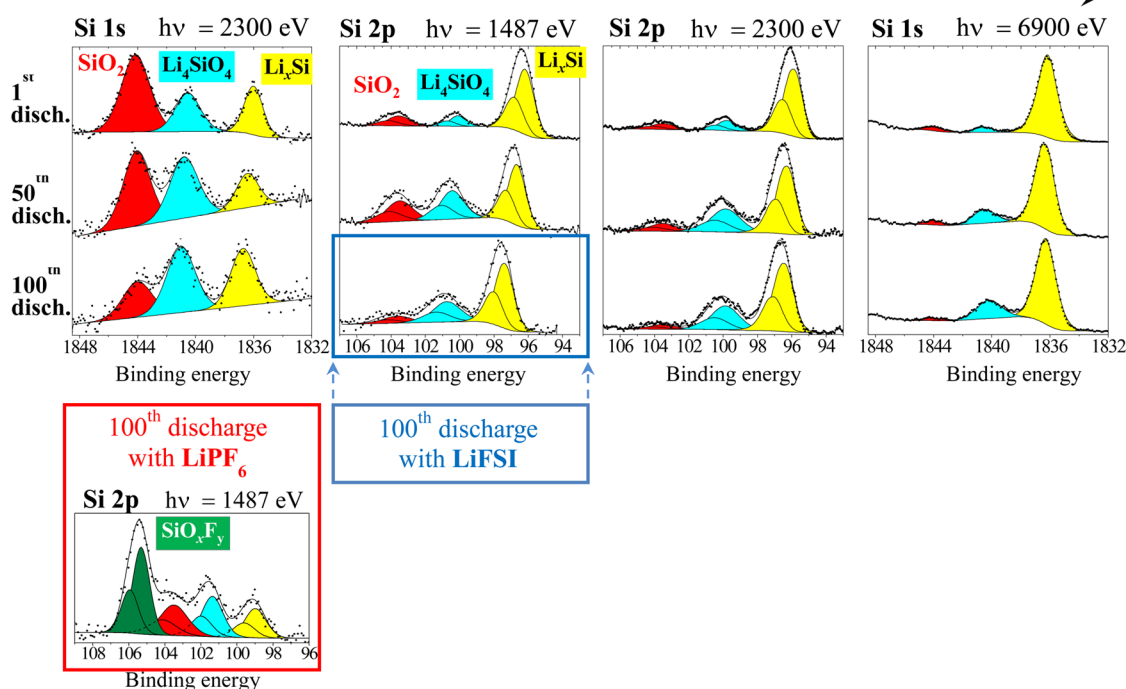 Si 1s hν = 2300 eV
Si 2p hν = 1487 eV
Si 2p hν = 2300 eV
Si 1s hν = 6900 eV
SiO2
Li4SiO4
LixSi
SiO2
Li4SiO4
LixSi
1st
disch.
50th
disch.
100th
disch.
1848 1844 1840 1836 1832
106 104 102 100 98 96 94
106 104 102 100 98 96 94
1848 1844 1840 1836 1832
Binding energy
Binding energy
Binding energy
Binding energy
100th discharge
with LiPF6
100th discharge
with LiFSI
Si 2p hν = 1487 eV
SiOxFy
108 106 104 102 100 98 96
Binding energy